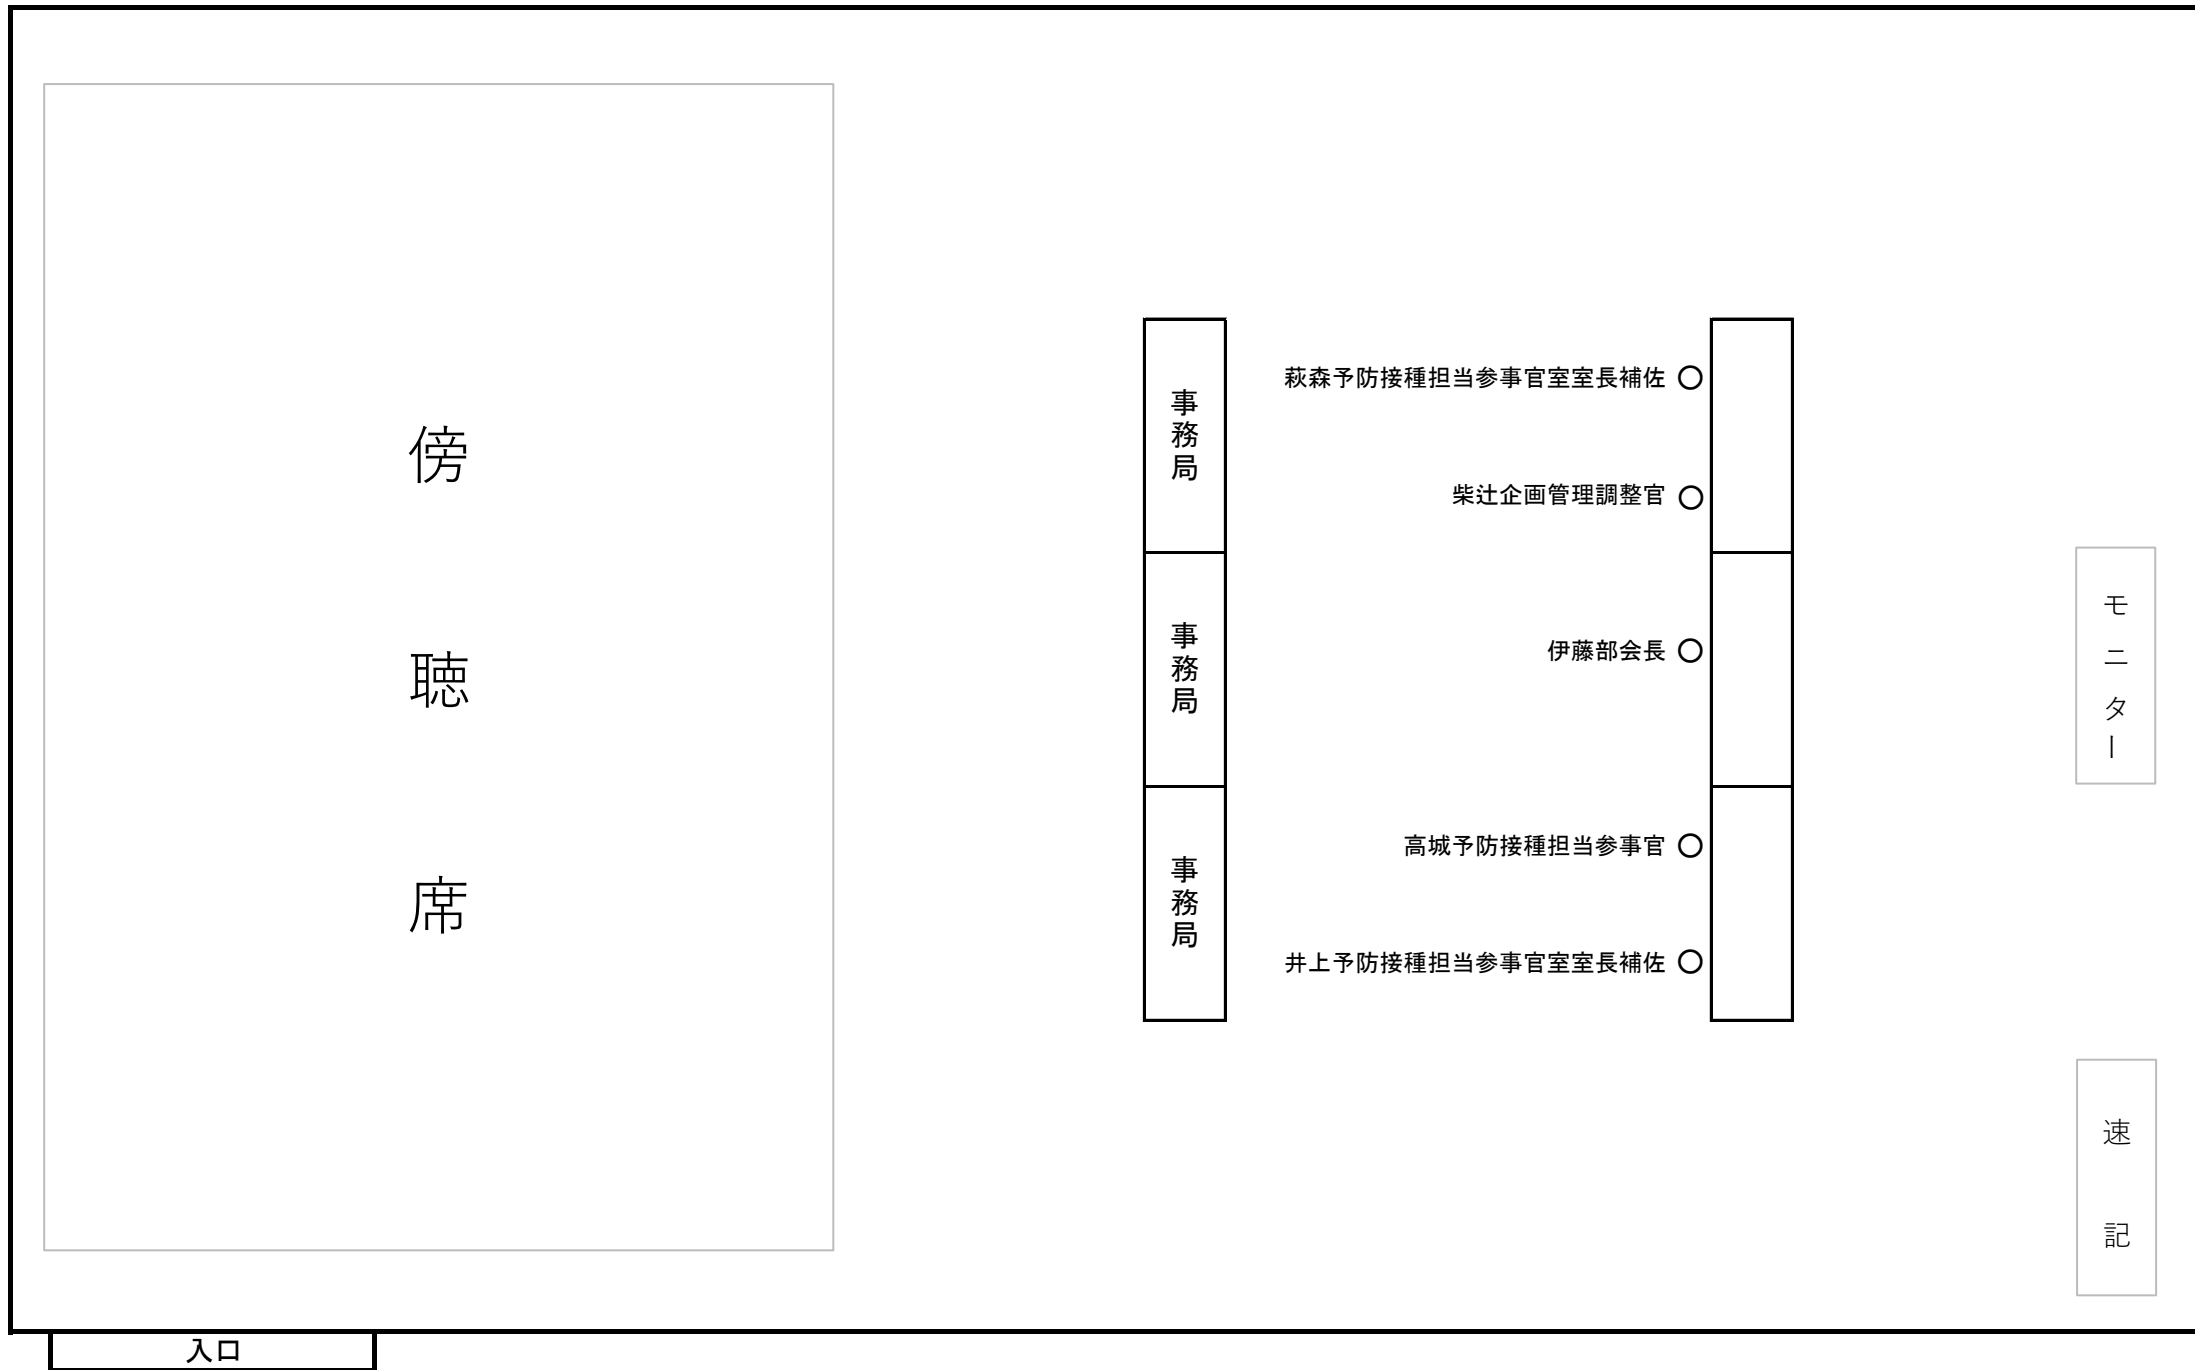 傍聴席
事務局
事務局
事務局
萩森予防接種担当参事官室室長補佐 ○
柴辻企画管理調整官 ○
伊藤部会長 ○
高城予防接種担当参事官 ○
井上予防接種担当参事官室室長補佐 ○
モニター
速記
入口